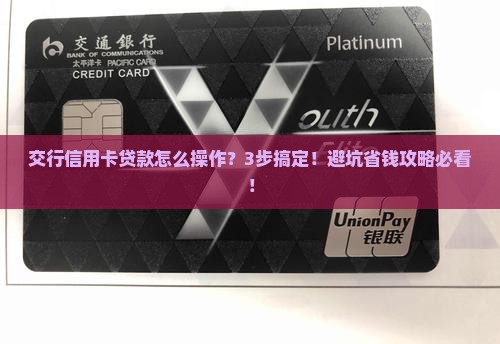 交通銀行
BANK OF COMMUNICATIONS
太平洋卡 PACIFIC CARD
CREDIT CARD
Platinum
outh
交行信用卡贷款怎么操作？3步搞定！避坑省钱攻略必看
！
Elite
UnionPay
银联